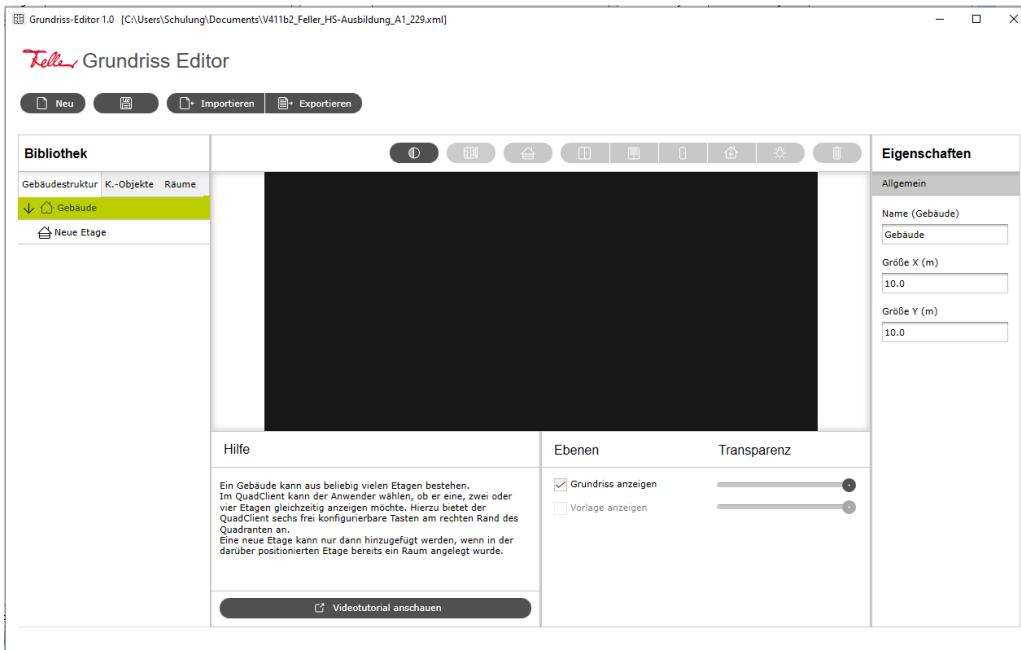 Grundriss-Editor 1.0 [C:\Users\Schulung\Documents\V411b2_Feller_HS-Ausbildung_A1_229.xml]
Feller Grundriss Editor
Neu
Importieren
Exportieren
Bibliothek
Eigenschaften
Gebäudestruktur K.-Objekte Räume
Gebäude
Neue Etage
Allgemein
Name (Gebäude)
Gebäude
Größe X (m)
10.0
Größe Y (m)
10.0
Hilfe
Ein Gebäude kann aus beliebig vielen Etagen bestehen.
Im QuadClient kann der Anwender wählen, ob er eine, zwei oder
vier Etagen gleichzeitig anzeigen möchte. Hierzu bietet der
QuadClient sechs frei konfigurierbare Tasten am rechten Rand des
Quadranten an.
Eine neue Etage kann nur dann hinzugefügt werden, wenn in der
darüber positionierten Etage bereits ein Raum angelegt wurde.
Videotutorial anschauen
Ebenen Transparenz
Grundriss anzeigen
Vorlage anzeigen